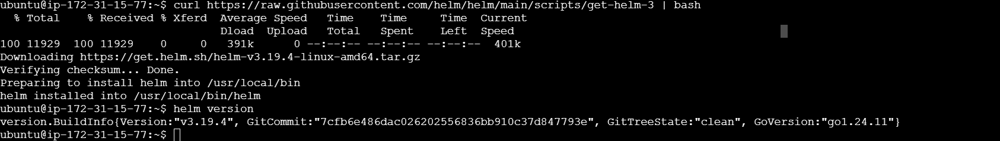 ubuntu@ip-172-31-15-77:~$ curl https://raw.githubusercontent.com/helm/helm/main/scripts/get-helm-3 | bash
  % Total    % Received % Xferd  Average Speed   Time    Time     Time  Current
                                 Dload  Upload   Total   Spent    Left  Speed
100 11929  100 11929    0     0   391k      0 --:--:-- --:--:-- --:--:--  401k
Downloading https://get.helm.sh/helm-v3.19.4-linux-amd64.tar.gz
Verifying checksum... Done.
Preparing to install helm into /usr/local/bin
helm installed into /usr/local/bin/helm
ubuntu@ip-172-31-15-77:~$ helm version
version.BuildInfo{Version:"v3.19.4", GitCommit:"7cfb6e486dac026202556836bb910c37d847793e", GitTreeState:"clean", GoVersion:"go1.24.11"}
ubuntu@ip-172-31-15-77:~$